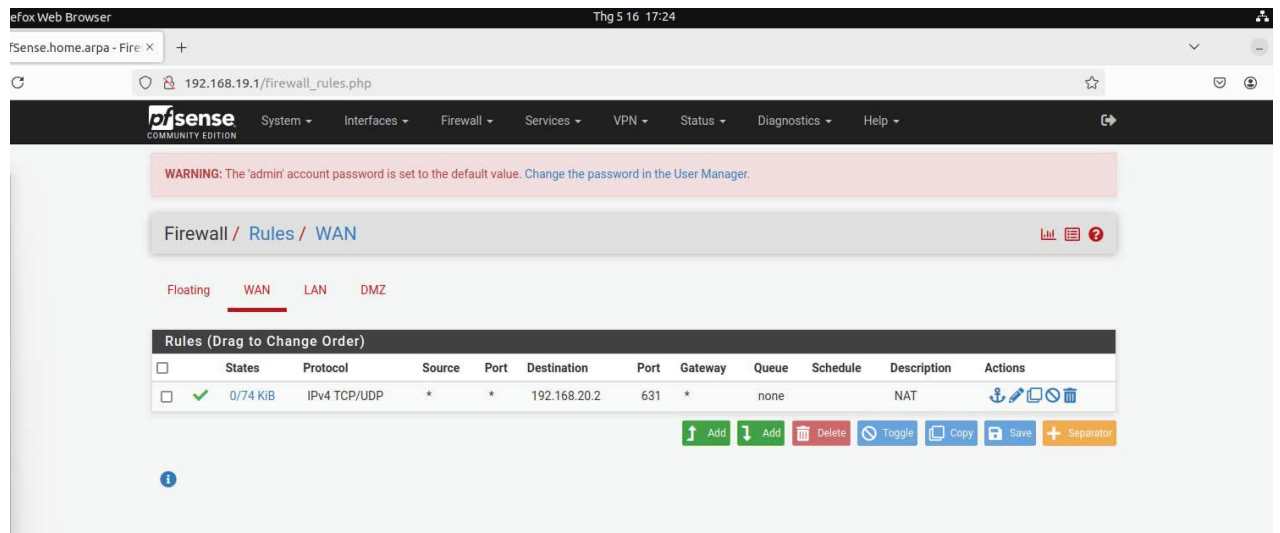 efox Web Browser Thg 5 16 17:24
fSense.home.arpa - Fire
192.168.19.1/firewall_rules.php
pfsense COMMUNITY EDITION System Interfaces Firewall Services VPN Status Diagnostics Help
WARNING: The 'admin' account password is set to the default value. Change the password in the User Manager.
Firewall / Rules / WAN
Floating WAN LAN DMZ
Rules (Drag to Change Order)
States Protocol Source Port Destination Port Gateway Queue Schedule Description Actions
0/74 KiB IPv4 TCP/UDP * * 192.168.20.2 631 * none NAT
Add Add Delete Toggle Copy Save Separator